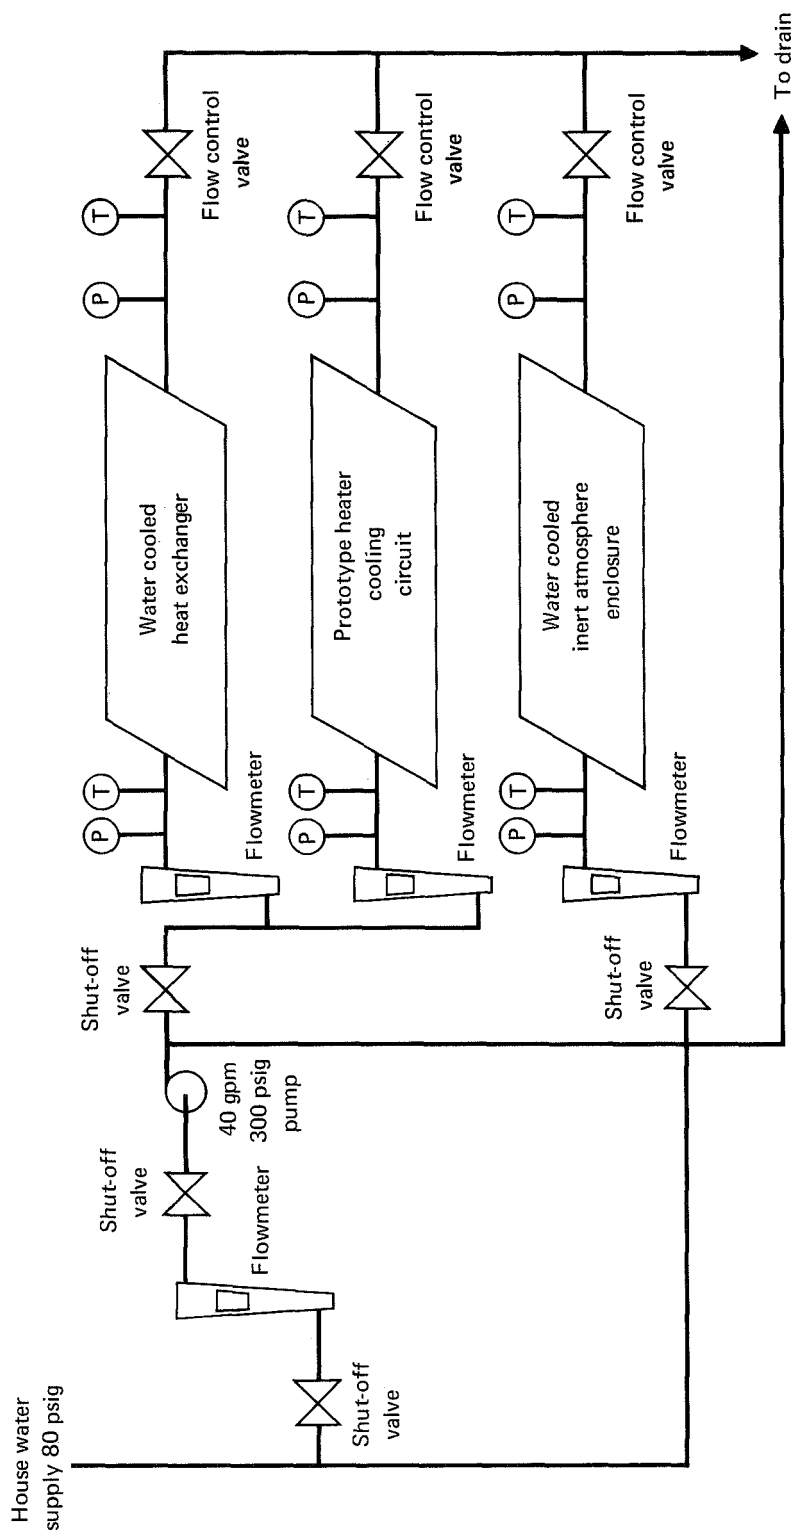 House water
supply 80 psig
Shut-off
valve
Flowmeter
Shut-off
valve
40 gpm
300 psig
pump
Shut-off
valve
Flowmeter
P
T
Water cooled
heat exchanger
P
T
Flow control
valve
Flowmeter
P
T
Prototype heater
cooling
circuit
P
T
Flow control
valve
Shut-off
valve
Flowmeter
P
T
Water cooled
inert atmosphere
enclosure
P
T
Flow control
valve
To drain